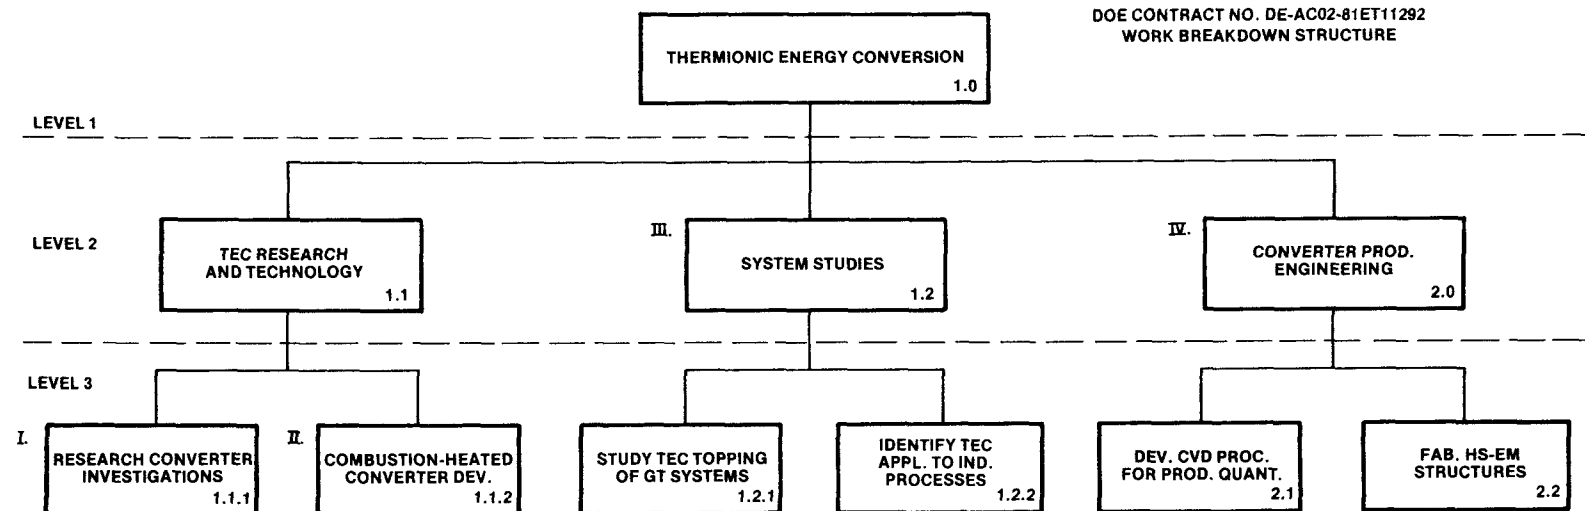 DOE CONTRACT NO. DE-AC02-81ET11292
WORK BREAKDOWN STRUCTURE
THERMIONIC ENERGY CONVERSION
1.0
LEVEL 1
LEVEL 2
TEC RESEARCH
AND TECHNOLOGY
1.1
III.
SYSTEM STUDIES
1.2
IV.
CONVERTER PROD.
ENGINEERING
2.0
LEVEL 3
I.
RESEARCH CONVERTER
INVESTIGATIONS
1.1.1
II.
COMBUSTION-HEATED
CONVERTER DEV.
1.1.2
STUDY TEC TOPPING
OF GT SYSTEMS
1.2.1
IDENTIFY TEC
APPL. TO IND.
PROCESSES
1.2.2
DEV. CVD PROC.
FOR PROD. QUANT.
2.1
FAB. HS-EM
STRUCTURES
2.2